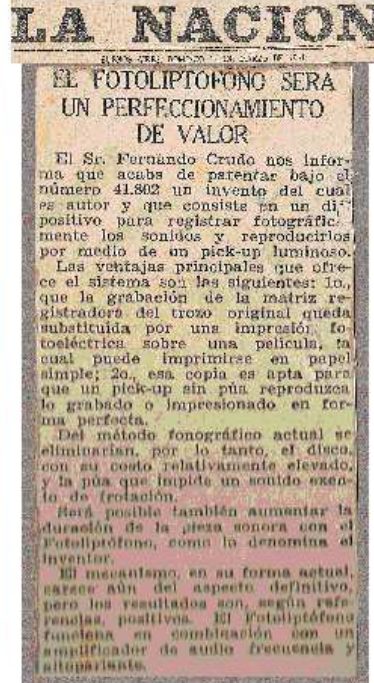 LA NACION
BUENOS AIRES, DOMINGO DE MARZO DE
EL FOTOLIPTOFONO SERA
UN PERFECCIONAMIENTO
DE VALOR
El Sr. Fernando Crudo nos infor-
ma que acaba de patentar bajo el
número 41.802 un invento del cual
es autor y que consiste en un dis
positivo para registrar fotográfic
mente los sonidos y reproducirlos
por medio de un pick-up luminoso.
Las ventajas principales que ofre-
ce el sistema son las siguientes: 1o.,
que la grabación de la matriz re-
gistradora del trozo original queda
substituída por una impresión fo-
toeléctrica sobre una película, la
cual puede imprimirse en papel
simple; 2o., esa copia es apta para
que un pick-up sin púa reproduzca
lo grabado o impresionado en for-
ma perfecta.
Del método fonográfico actual se
eliminarían, por lo tanto, el disco,
con su costo relativamente elevado,
y la púa que impide un sonido exen-
to de frotación.
Será posible también aumentar la
duración de la pieza sonora con el
Fotoliptófono, como lo denomina el
inventor.
El mecanismo, en su forma actual,
carece aún del aspecto definitivo,
pero los resultados son, según refe-
rencias, positivos. El Fotoliptófono
funciona en combinación con un
amplificador de audio frecuencia y
altoparlante.